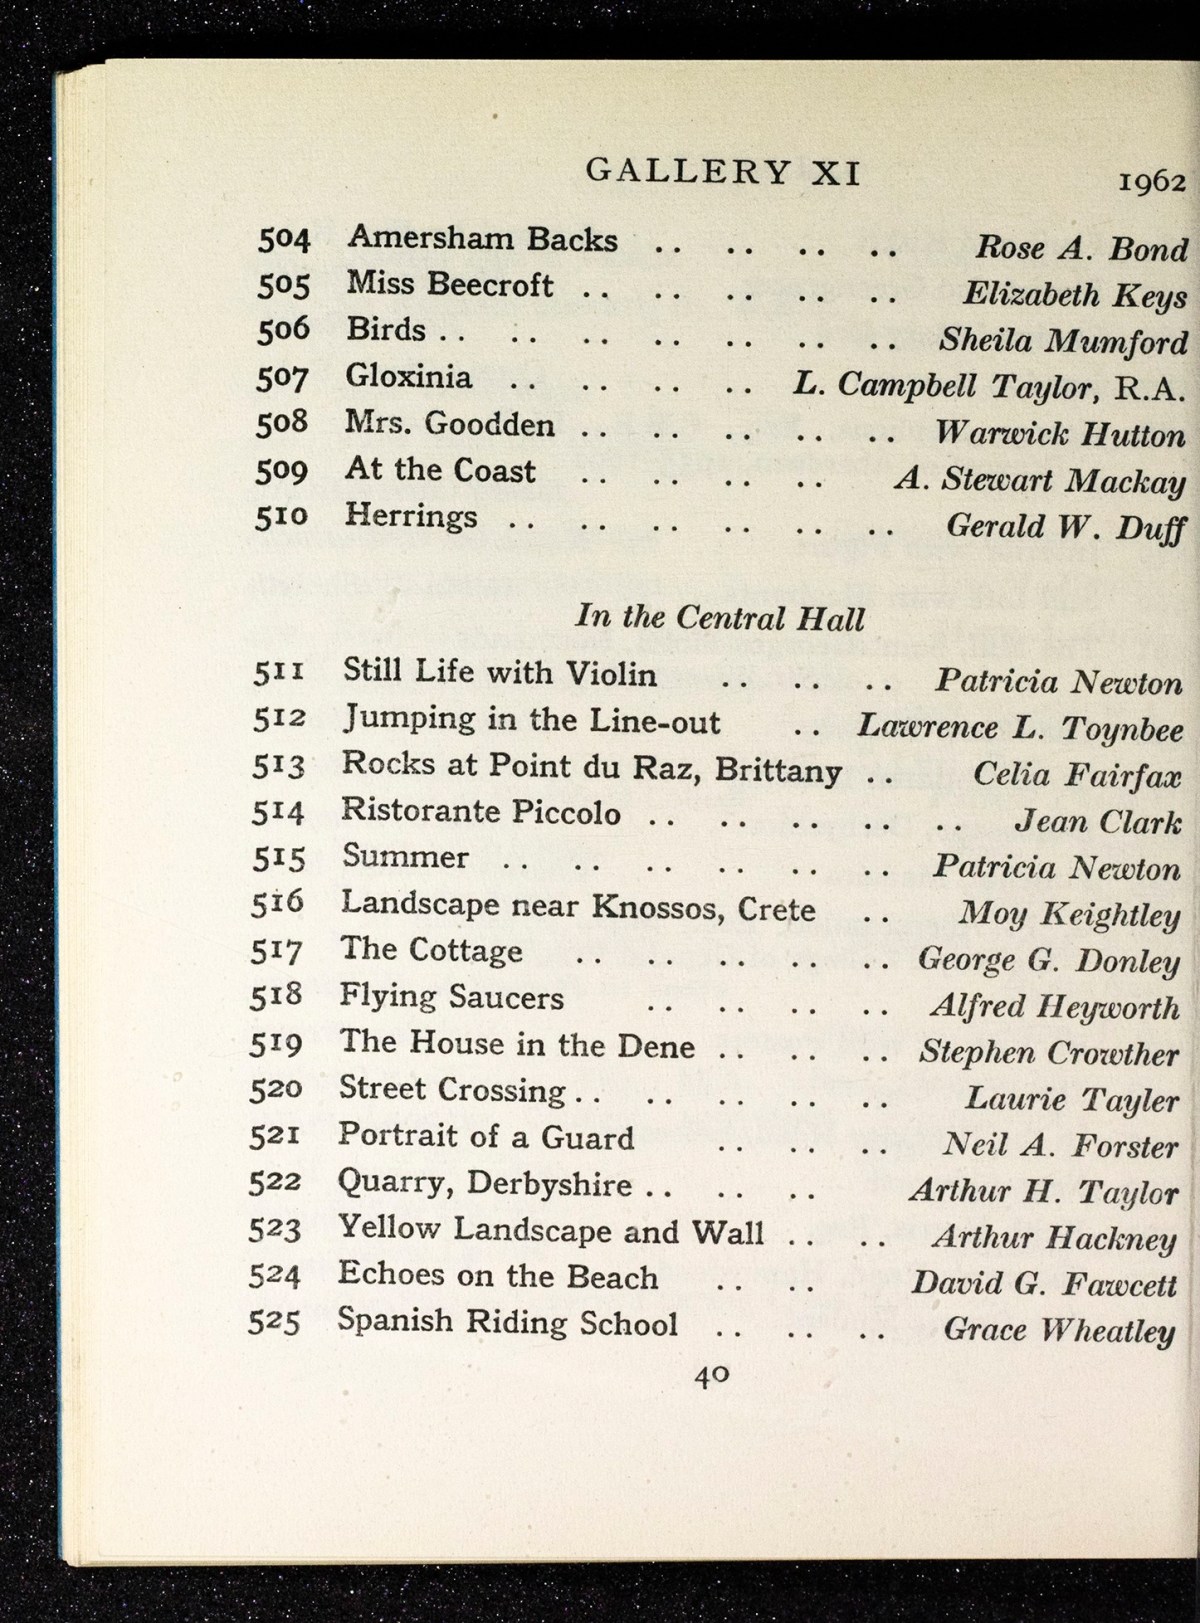 GALLERY XI 1962
504 Amersham Backs .. .. .. .. Rose A. Bond
505 Miss Beecroft .. .. .. .. .. Elizabeth Keys
506 Birds .. .. .. .. .. .. .. Sheila Mumford
507 Gloxinia .. .. .. .. L. Campbell Taylor, R.A.
508 Mrs. Goodden .. .. .. .. .. Warwick Hutton
509 At the Coast .. .. .. .. A. Stewart Mackay
510 Herrings .. .. .. .. .. .. Gerald W. Duff
In the Central Hall
511 Still Life with Violin .. .. .. Patricia Newton
512 Jumping in the Line-out .. Lawrence L. Toynbee
513 Rocks at Point du Raz, Brittany .. Celia Fairfax
514 Ristorante Piccolo .. .. .. .. .. Jean Clark
515 Summer .. .. .. .. .. .. Patricia Newton
516 Landscape near Knossos, Crete .. Moy Keightley
517 The Cottage .. .. .. .. .. George G. Donley
518 Flying Saucers .. .. .. .. Alfred Heyworth
519 The House in the Dene .. .. .. Stephen Crowther
520 Street Crossing .. .. .. .. .. Laurie Tayler
521 Portrait of a Guard .. .. .. Neil A. Forster
522 Quarry, Derbyshire .. .. .. Arthur H. Taylor
523 Yellow Landscape and Wall .. .. Arthur Hackney
524 Echoes on the Beach .. .. David G. Fawcett
525 Spanish Riding School .. .. .. Grace Wheatley
40